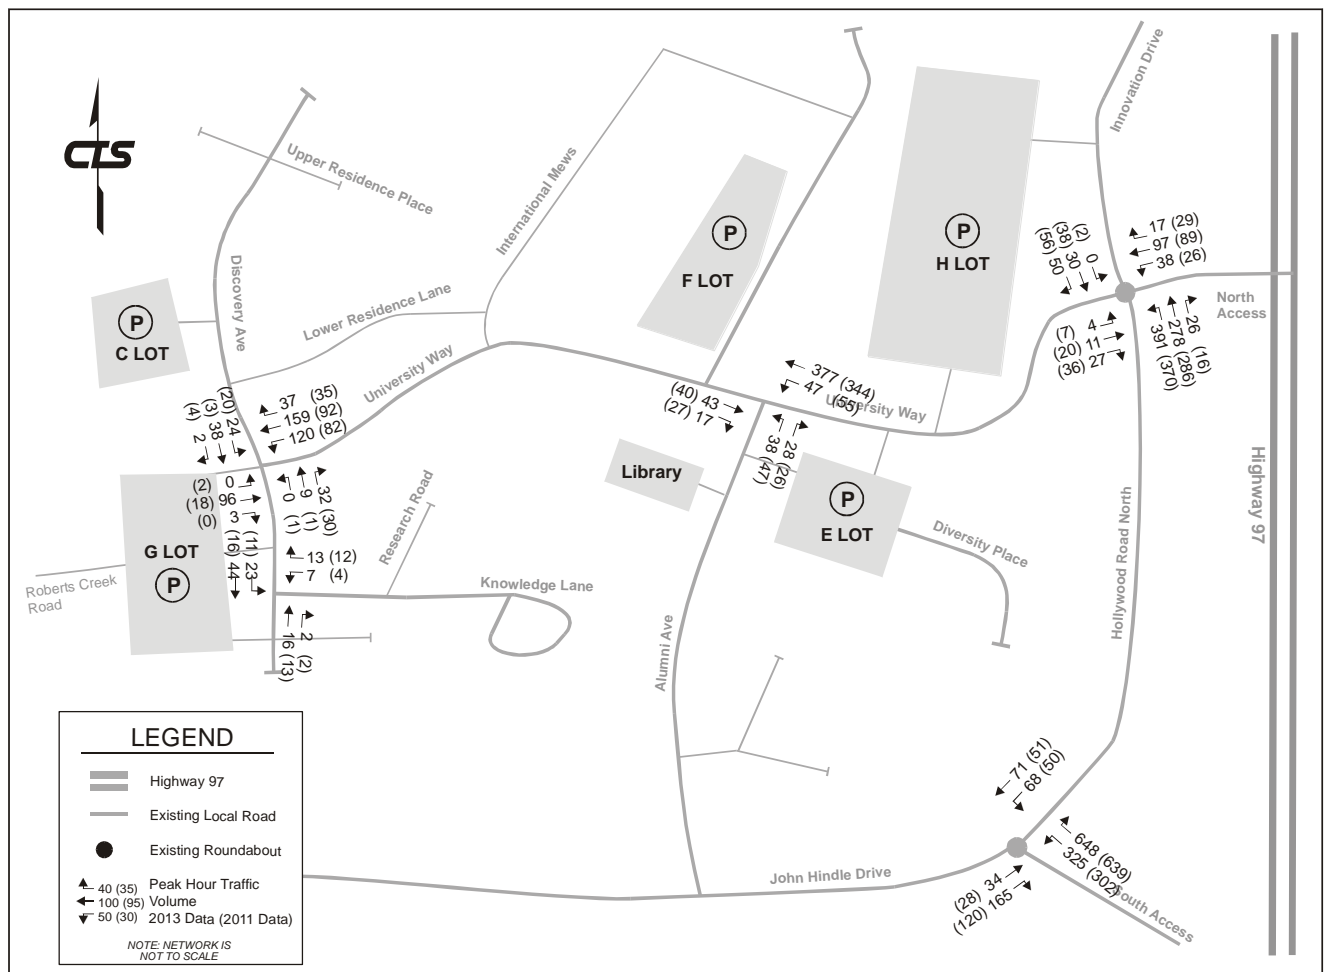 CTS
Upper Residence Place
International Mews
Innovation Drive
Discovery Ave
Lower Residence Lane
University Way
P
C LOT
P
F LOT
P
H LOT
(2)
(38) 30 0
(56) 50
17 (29)
97 (89)
38 (26)
North
Access
(7) 4
(20) 11
(36) 27
26 (16)
278 (286)
391 (370)
Highway 97
(20) 24
(3) 38
(4) 2
37 (35)
159 (92)
120 (82)
(40) 43
(27) 17
377 (344)
47 (55)
University Way
28 (26)
38 (47)
Library
P
E LOT
Diversity Place
(2) 0
(18) 96
(0) 3
32 (30)
9 (1)
0 (1)
Research Road
G LOT
P
Roberts Creek
Road
(11) 23
(16) 44
13 (12)
7 (4)
2 (2)
16 (13)
Knowledge Lane
Alumni Ave
Hollywood Road North
71 (51)
68 (50)
648 (639)
325 (302)
South Access
John Hindle Drive
(28) 34
(120) 165
LEGEND
Highway 97
Existing Local Road
Existing Roundabout
40 (35) Peak Hour Traffic
100 (95) Volume
50 (30) 2013 Data (2011 Data)
NOTE: NETWORK IS
NOT TO SCALE